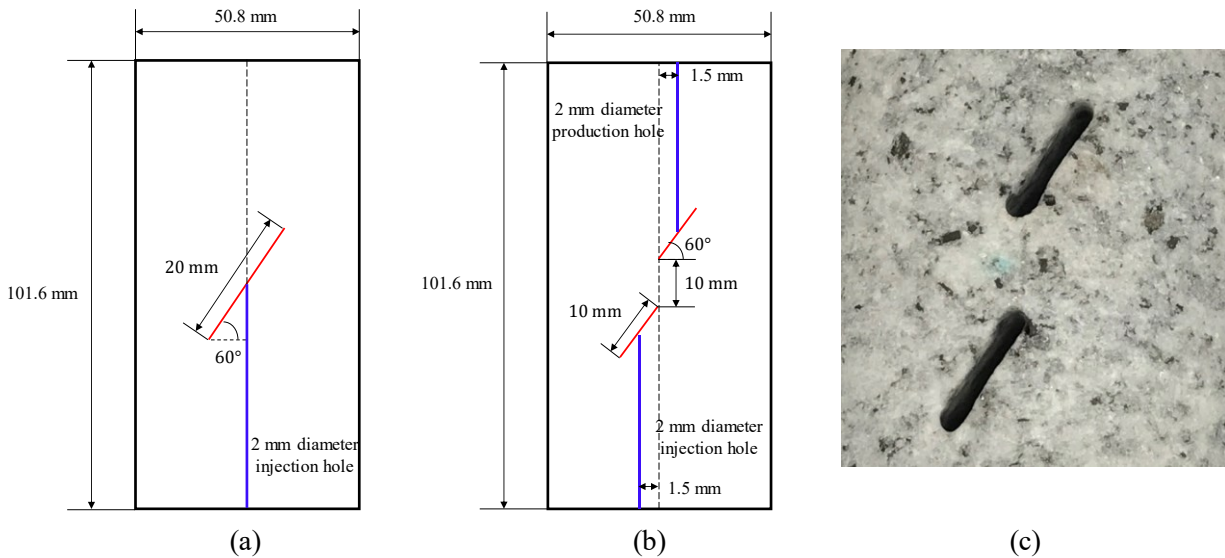 50.8 mm
101.6 mm
20 mm
60°
2 mm diameter
injection hole
(a)
50.8 mm
1.5 mm
2 mm diameter
production hole
60°
101.6 mm
10 mm
10 mm
2 mm diameter
injection hole
1.5 mm
(b)
(c)